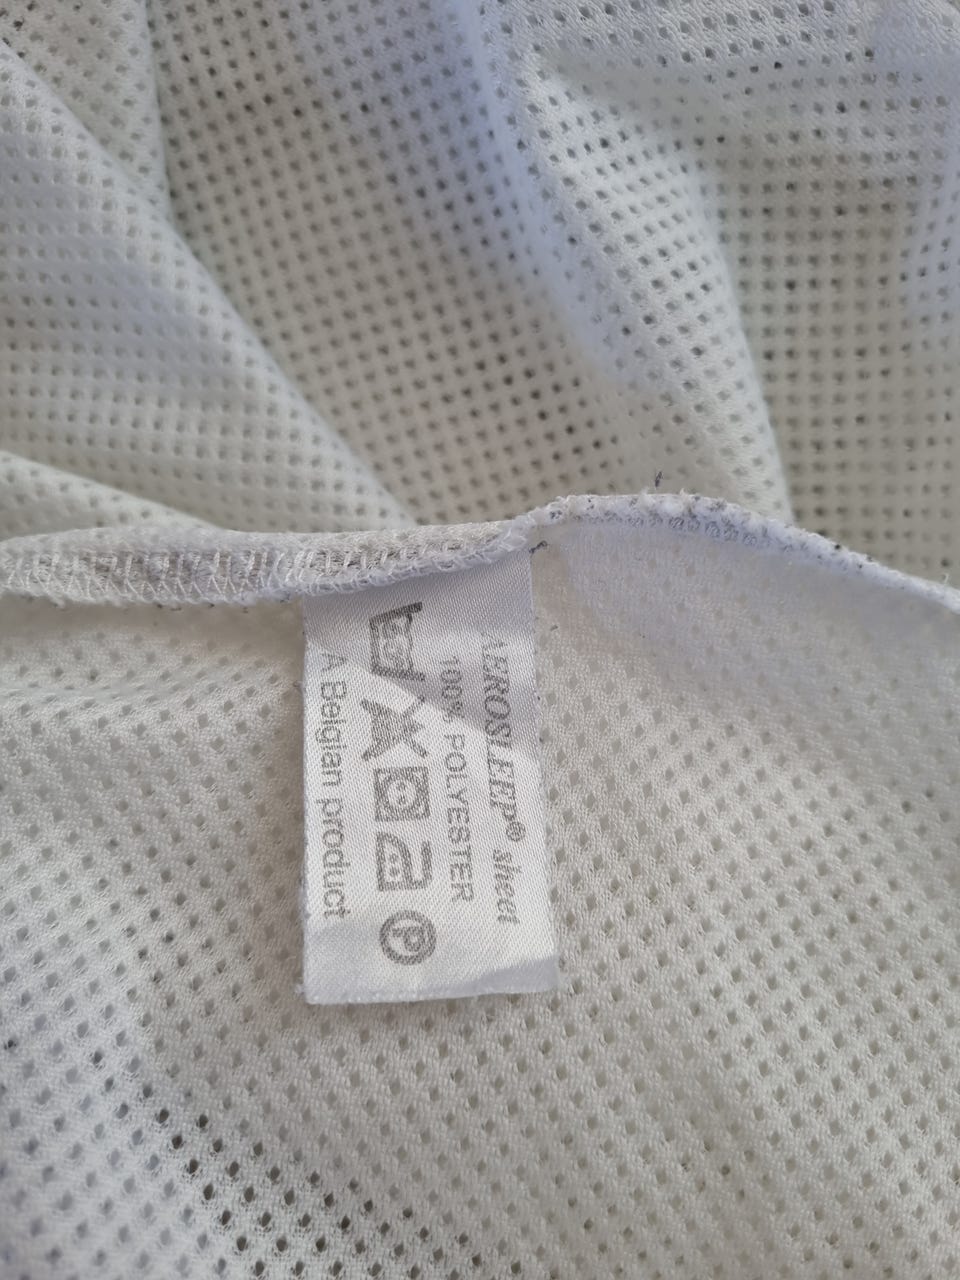 AEROSLEEP® sheet
100% POLYESTER
P
A Belgian product